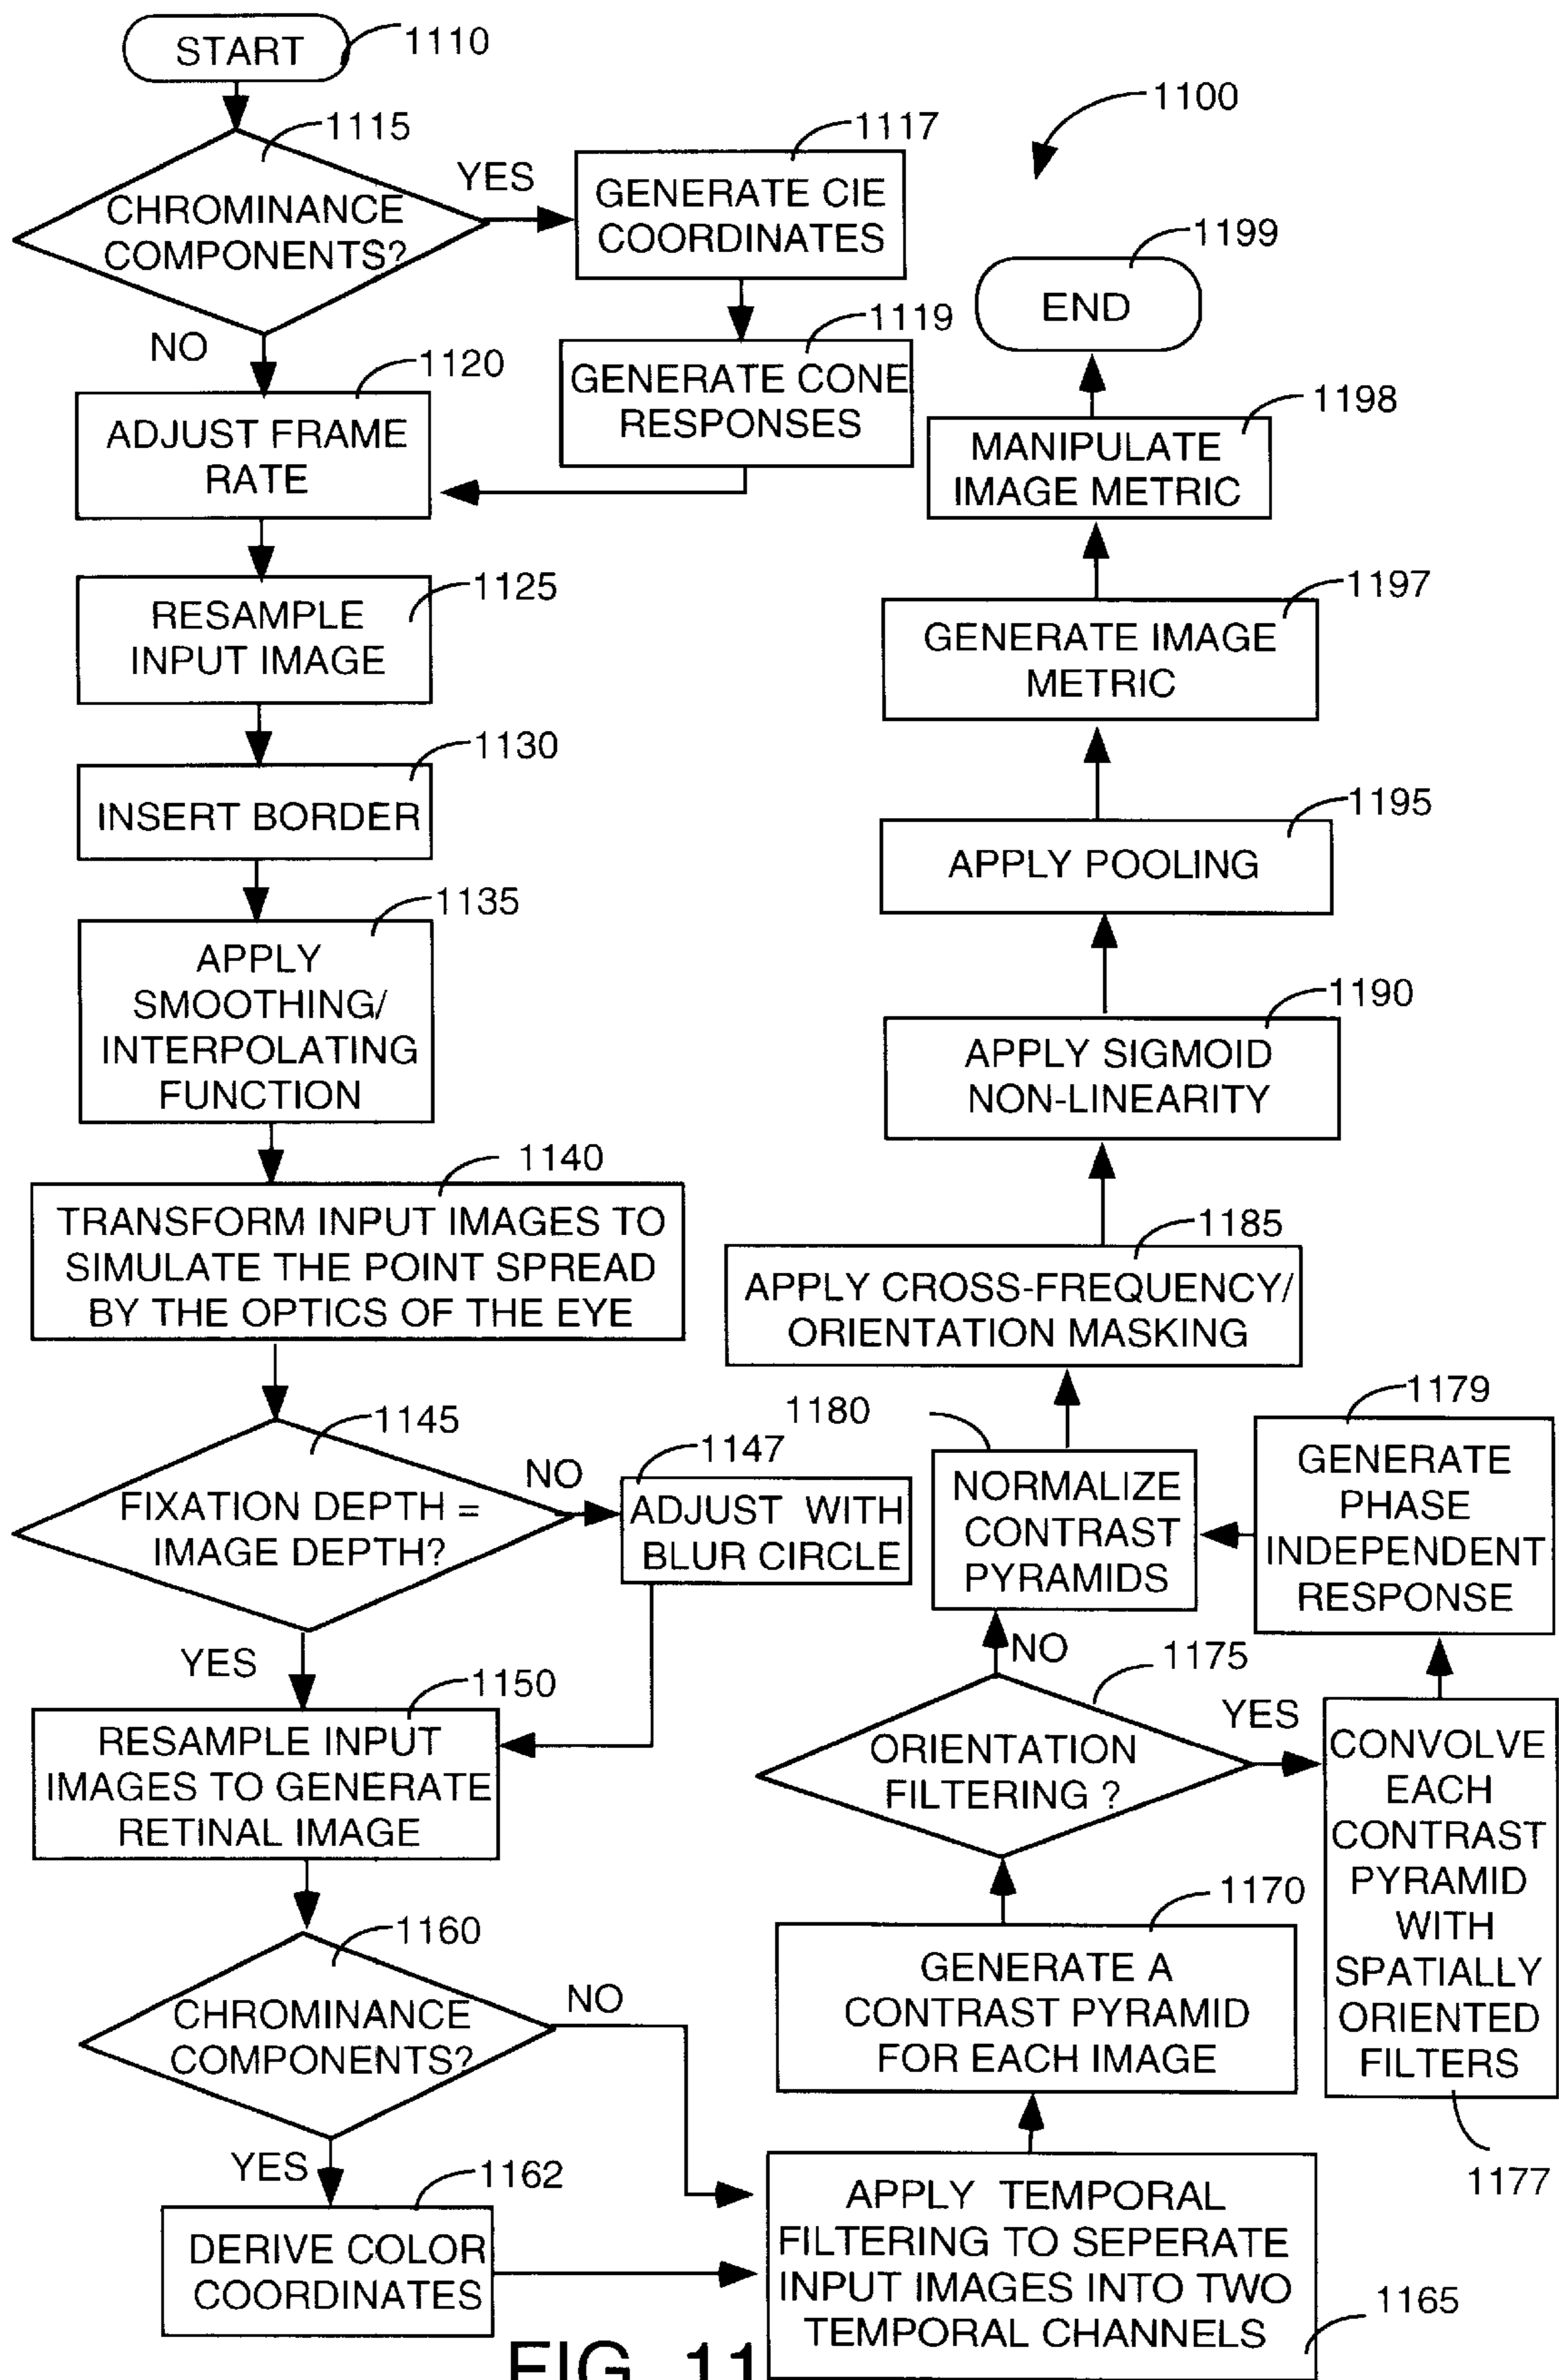 START
1110
1115
CHROMINANCE
COMPONENTS?
YES
NO
1117
GENERATE CIE
COORDINATES
1119
GENERATE CONE
RESPONSES
1120
ADJUST FRAME
RATE
1125
RESAMPLE
INPUT IMAGE
1130
INSERT BORDER
1135
APPLY
SMOOTHING/
INTERPOLATING
FUNCTION
1140
TRANSFORM INPUT IMAGES TO
SIMULATE THE POINT SPREAD
BY THE OPTICS OF THE EYE
1145
FIXATION DEPTH =
IMAGE DEPTH?
NO
1147
ADJUST WITH
BLUR CIRCLE
YES
1150
RESAMPLE INPUT
IMAGES TO GENERATE
RETINAL IMAGE
1160
CHROMINANCE
COMPONENTS?
NO
YES
1162
DERIVE COLOR
COORDINATES
APPLY TEMPORAL
FILTERING TO SEPERATE
INPUT IMAGES INTO TWO
TEMPORAL CHANNELS
1165
1170
GENERATE A
CONTRAST PYRAMID
FOR EACH IMAGE
1175
ORIENTATION
FILTERING ?
YES
NO
CONVOLVE
EACH
CONTRAST
PYRAMID
WITH
SPATIALLY
ORIENTED
FILTERS
1177
1179
GENERATE
PHASE
INDEPENDENT
RESPONSE
1180
NORMALIZE
CONTRAST
PYRAMIDS
1185
APPLY CROSS-FREQUENCY/
ORIENTATION MASKING
1190
APPLY SIGMOID
NON-LINEARITY
1195
APPLY POOLING
1197
GENERATE IMAGE
METRIC
1198
MANIPULATE
IMAGE METRIC
1199
END
1100
FIG. 11